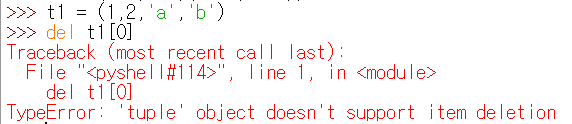 >>> t1 = (1,2,'a','b')
>>> del t1[0]
Traceback (most recent call last):
  File "<pyshell#114>", line 1, in <module>
    del t1[0]
TypeError: 'tuple' object doesn't support item deletion